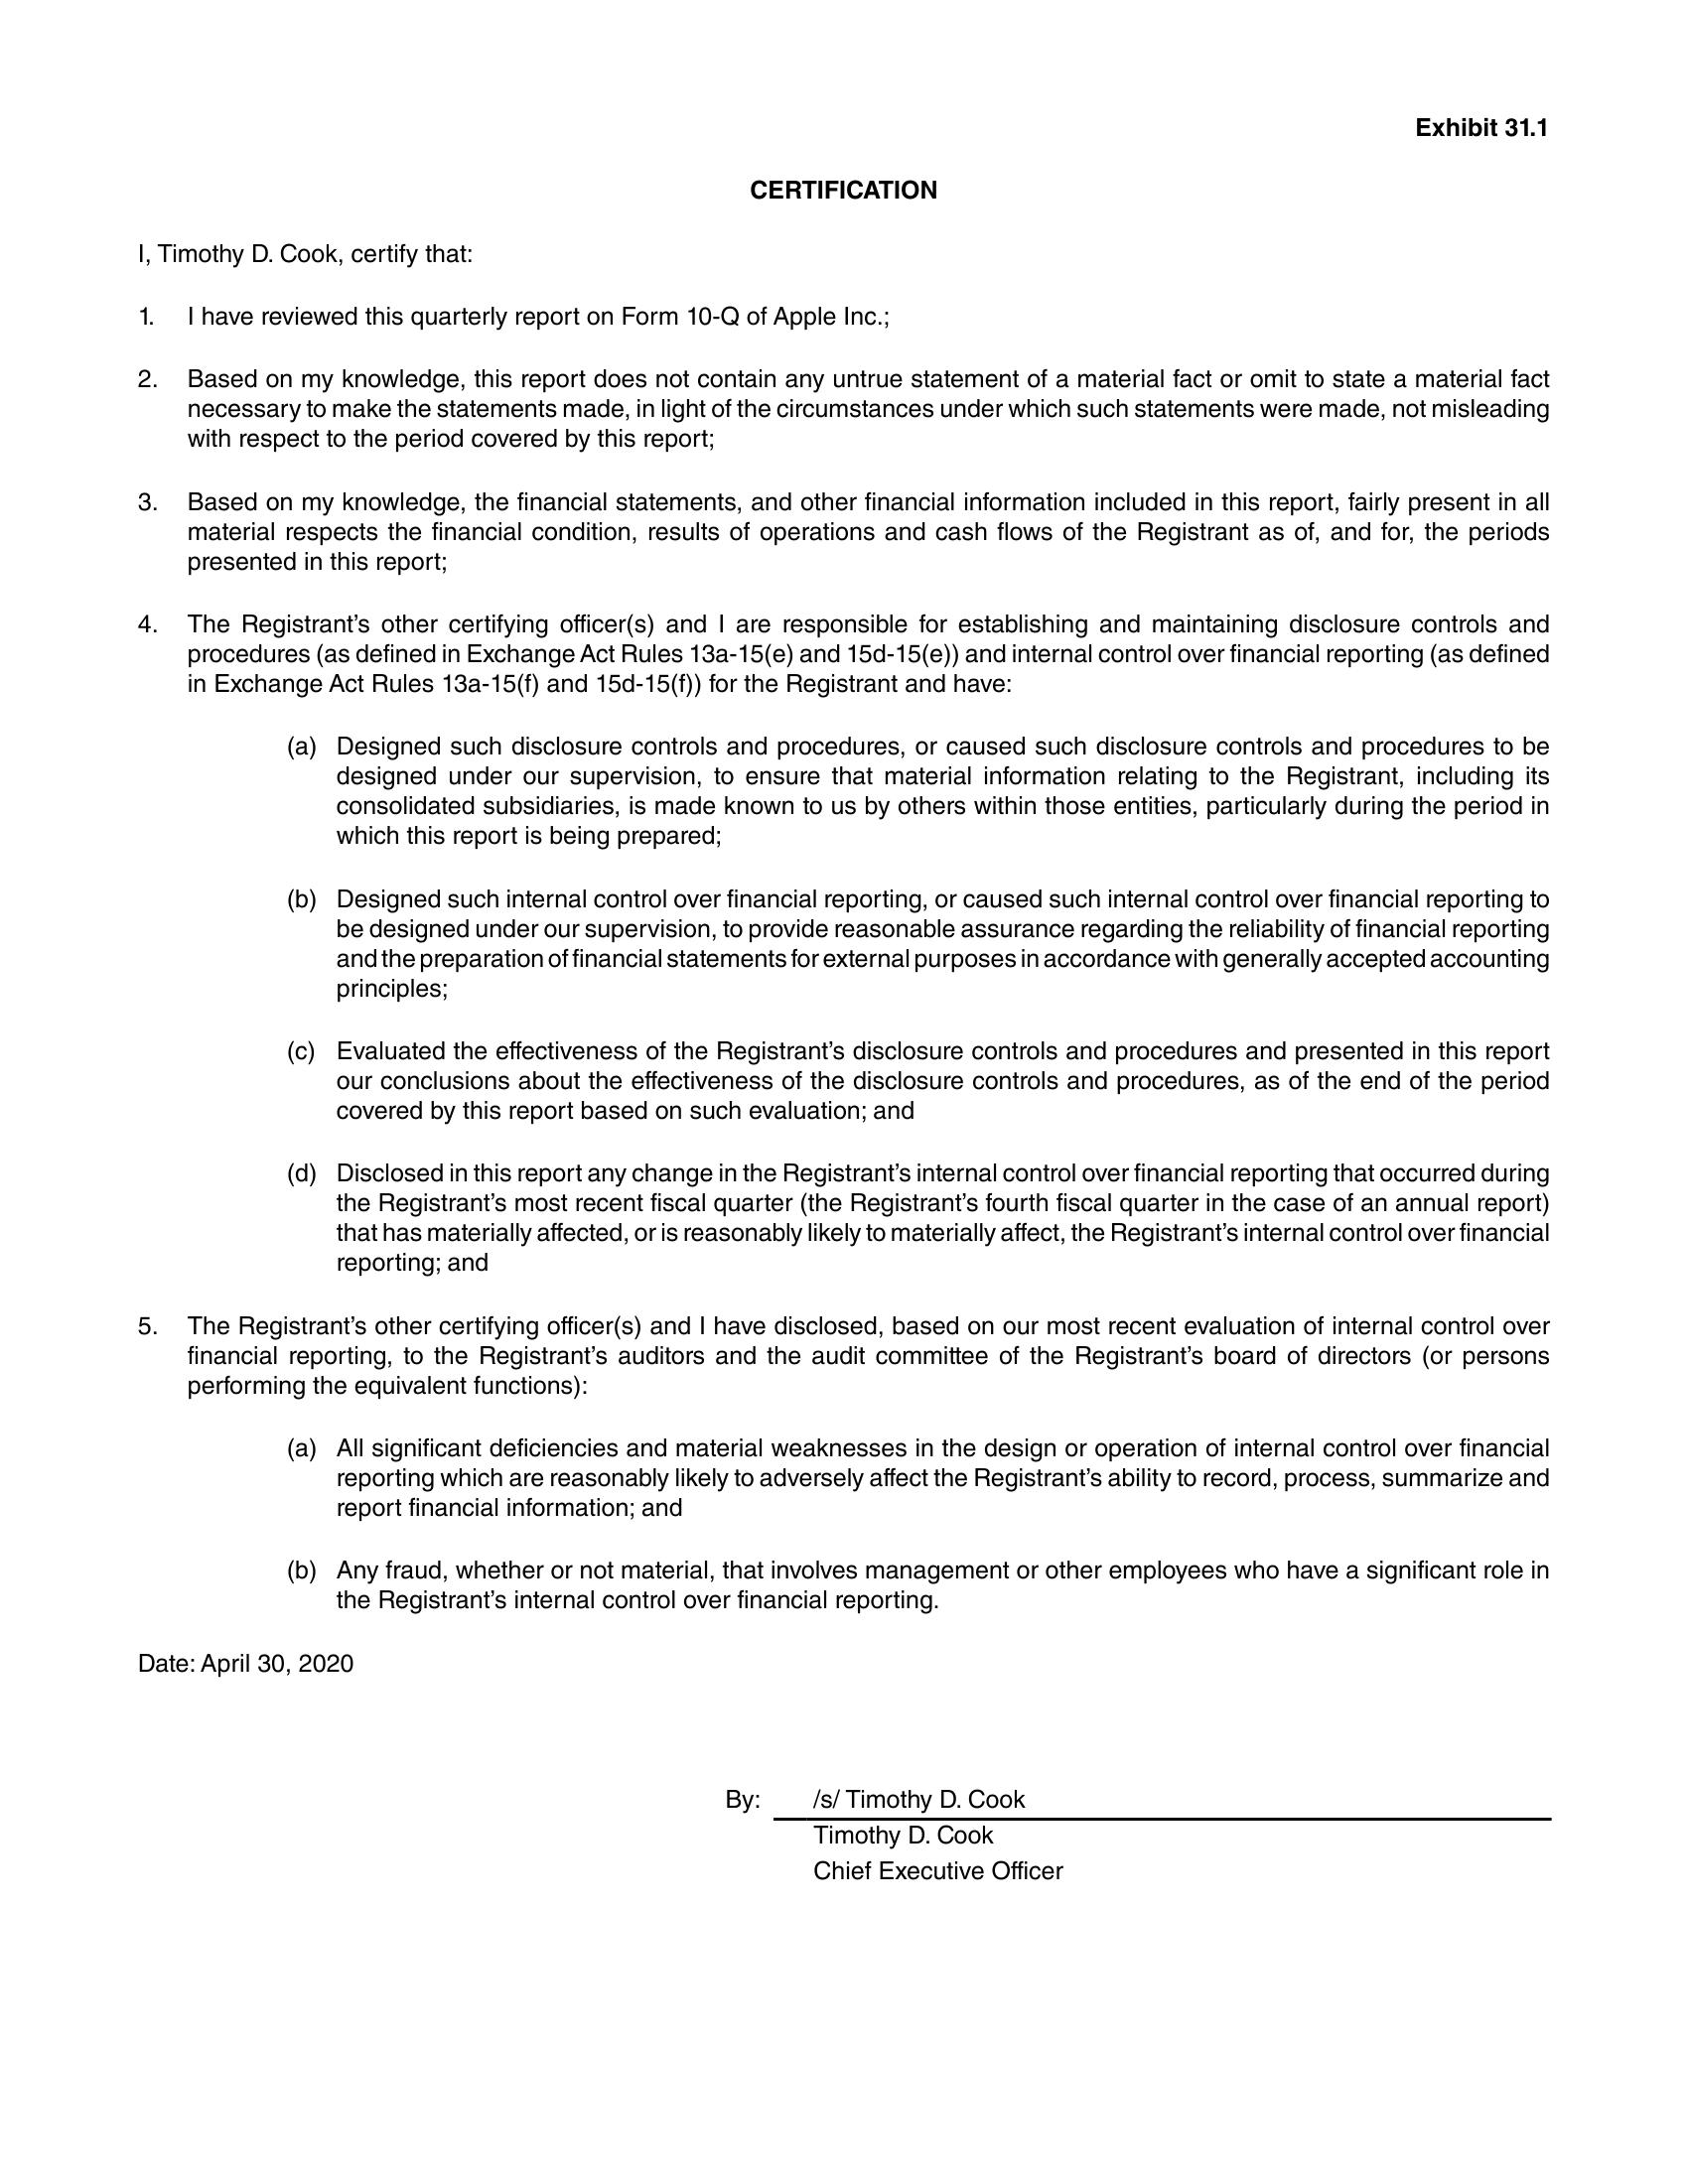 Exhibit 31.1
CERTIFICATION
I, Timothy D. Cook, certify that:
1. I have reviewed this quarterly report on Form 10-Q of Apple Inc.;
2. Based on my knowledge, this report does not contain any untrue statement of a material fact or omit to state a material fact
necessary to make the statements made, in light of the circumstances under which such statements were made, not misleading
with respect to the period covered by this report;
3. Based on my knowledge, the financial statements, and other financial information included in this report, fairly present in all
material respects the financial condition, results of operations and cash flows of the Registrant as of, and for, the periods
presented in this report;
4. The Registrant’s other certifying officer(s) and I are responsible for establishing and maintaining disclosure controls and
procedures (as defined in Exchange Act Rules 13a-15(e) and 15d-15(e)) and internal control over financial reporting (as defined
in Exchange Act Rules 13a-15(f) and 15d-15(f)) for the Registrant and have:
(a) Designed such disclosure controls and procedures, or caused such disclosure controls and procedures to be
designed under our supervision, to ensure that material information relating to the Registrant, including its
consolidated subsidiaries, is made known to us by others within those entities, particularly during the period in
which this report is being prepared;
(b) Designed such internal control over financial reporting, or caused such internal control over financial reporting to
be designed under our supervision, to provide reasonable assurance regarding the reliability of financial reporting
and the preparation of financial statements for external purposes in accordance with generally accepted accounting
principles;
(c) Evaluated the effectiveness of the Registrant’s disclosure controls and procedures and presented in this report
our conclusions about the effectiveness of the disclosure controls and procedures, as of the end of the period
covered by this report based on such evaluation; and
(d) Disclosed in this report any change in the Registrant’s internal control over financial reporting that occurred during
the Registrant’s most recent fiscal quarter (the Registrant’s fourth fiscal quarter in the case of an annual report)
that has materially affected, or is reasonably likely to materially affect, the Registrant’s internal control over financial
reporting; and
5. The Registrant’s other certifying officer(s) and I have disclosed, based on our most recent evaluation of internal control over
financial reporting, to the Registrant’s auditors and the audit committee of the Registrant’s board of directors (or persons
performing the equivalent functions):
(a) All significant deficiencies and material weaknesses in the design or operation of internal control over financial
reporting which are reasonably likely to adversely affect the Registrant’s ability to record, process, summarize and
report financial information; and
(b) Any fraud, whether or not material, that involves management or other employees who have a significant role in
the Registrant’s internal control over financial reporting.
Date: April 30, 2020
By: /s/ Timothy D. Cook
Timothy D. Cook
Chief Executive Officer